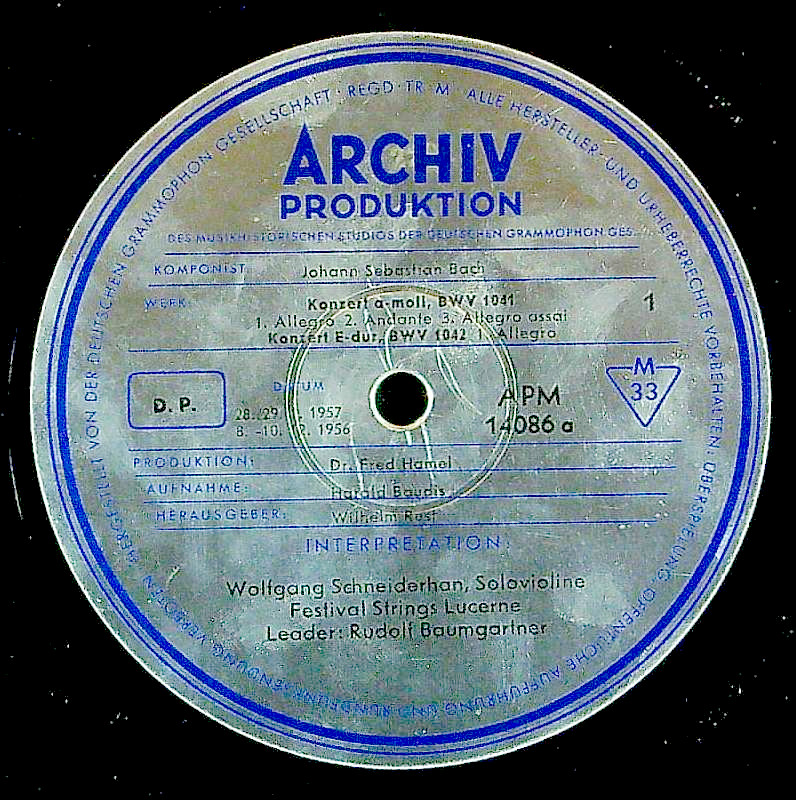 HERGESTELLT VON DER DEUTSCHEN GRAMMOPHON GESELLSCHAFT · REGD · TR · M · ALLE HERSTELLER- UND URHEBERRECHTE VORBEHALTEN; ÜBERSPIELUNG, ÖFFENTLICHE AUFFÜHRUNG UND RUNDFUNKSENDUNG VERBOTEN
ARCHIV
PRODUKTION
DES MUSIKHISTORISCHEN STUDIOS DER DEUTSCHEN GRAMMOPHON GES.
KOMPONIST: Johann Sebastian Bach
WERK: Konzert a-moll, BWV 1041 1
1. Allegro 2. Andante 3. Allegro assai
Konzert E-dur, BWV 1042 1. Allegro
D. P.
DATUM
28./29. 1957
8. -10. 1956
APM
14086 a
M
33
PRODUKTION: Dr. Fred Hamel
AUFNAHME: Harald Baudis
HERAUSGEBER: Wilhelm Rust
INTERPRETATION:
Wolfgang Schneiderhan, Solovioline
Festival Strings Lucerne
Leader: Rudolf Baumgartner